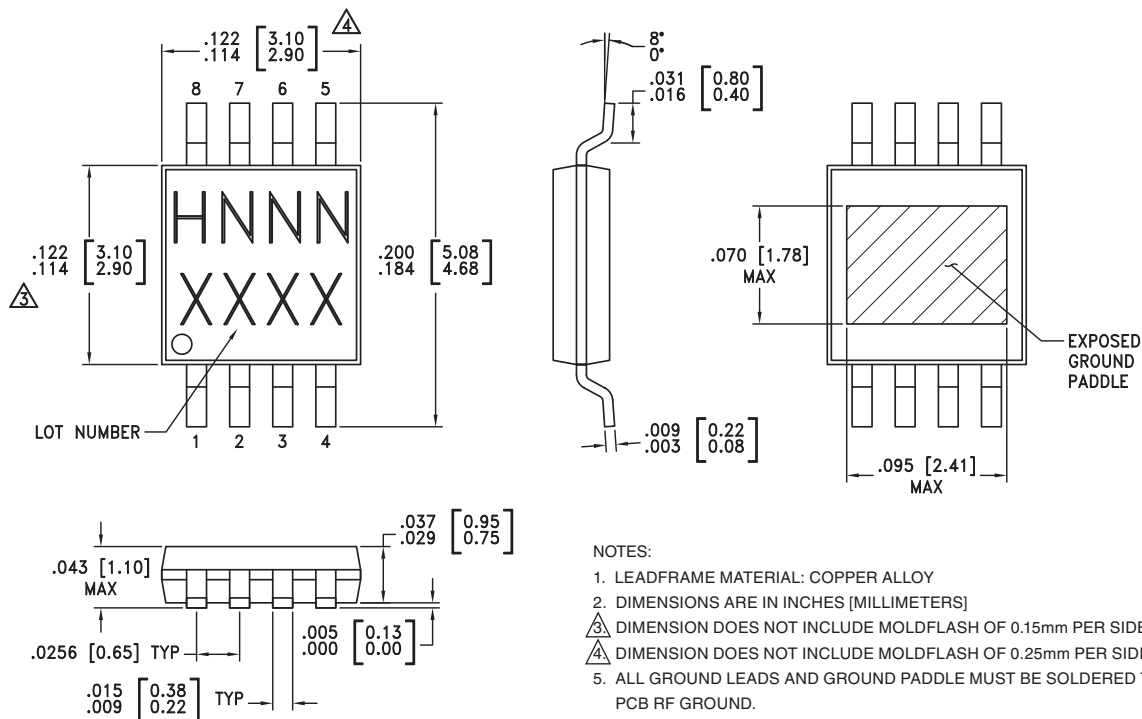 .122 [3.10]
.114 [2.90]
4
8 7 6 5
HNNN
XXXX
.122 [3.10]
.114 [2.90]
3
.200 [5.08]
.184 [4.68]
LOT NUMBER
1 2 3 4
8°
0°
.031 [0.80]
.016 [0.40]
.009 [0.22]
.003 [0.08]
.070 [1.78]
MAX
EXPOSED
GROUND
PADDLE
.095 [2.41]
MAX
.043 [1.10]
MAX
.037 [0.95]
.029 [0.75]
.005 [0.13]
.000 [0.00]
.0256 [0.65] TYP
.015 [0.38]
.009 [0.22]
TYP
NOTES:
1. LEADFRAME MATERIAL: COPPER ALLOY
2. DIMENSIONS ARE IN INCHES [MILLIMETERS]
3. DIMENSION DOES NOT INCLUDE MOLDFLASH OF 0.15mm PER SIDE
4. DIMENSION DOES NOT INCLUDE MOLDFLASH OF 0.25mm PER SIDE
5. ALL GROUND LEADS AND GROUND PADDLE MUST BE SOLDERED
PCB RF GROUND.